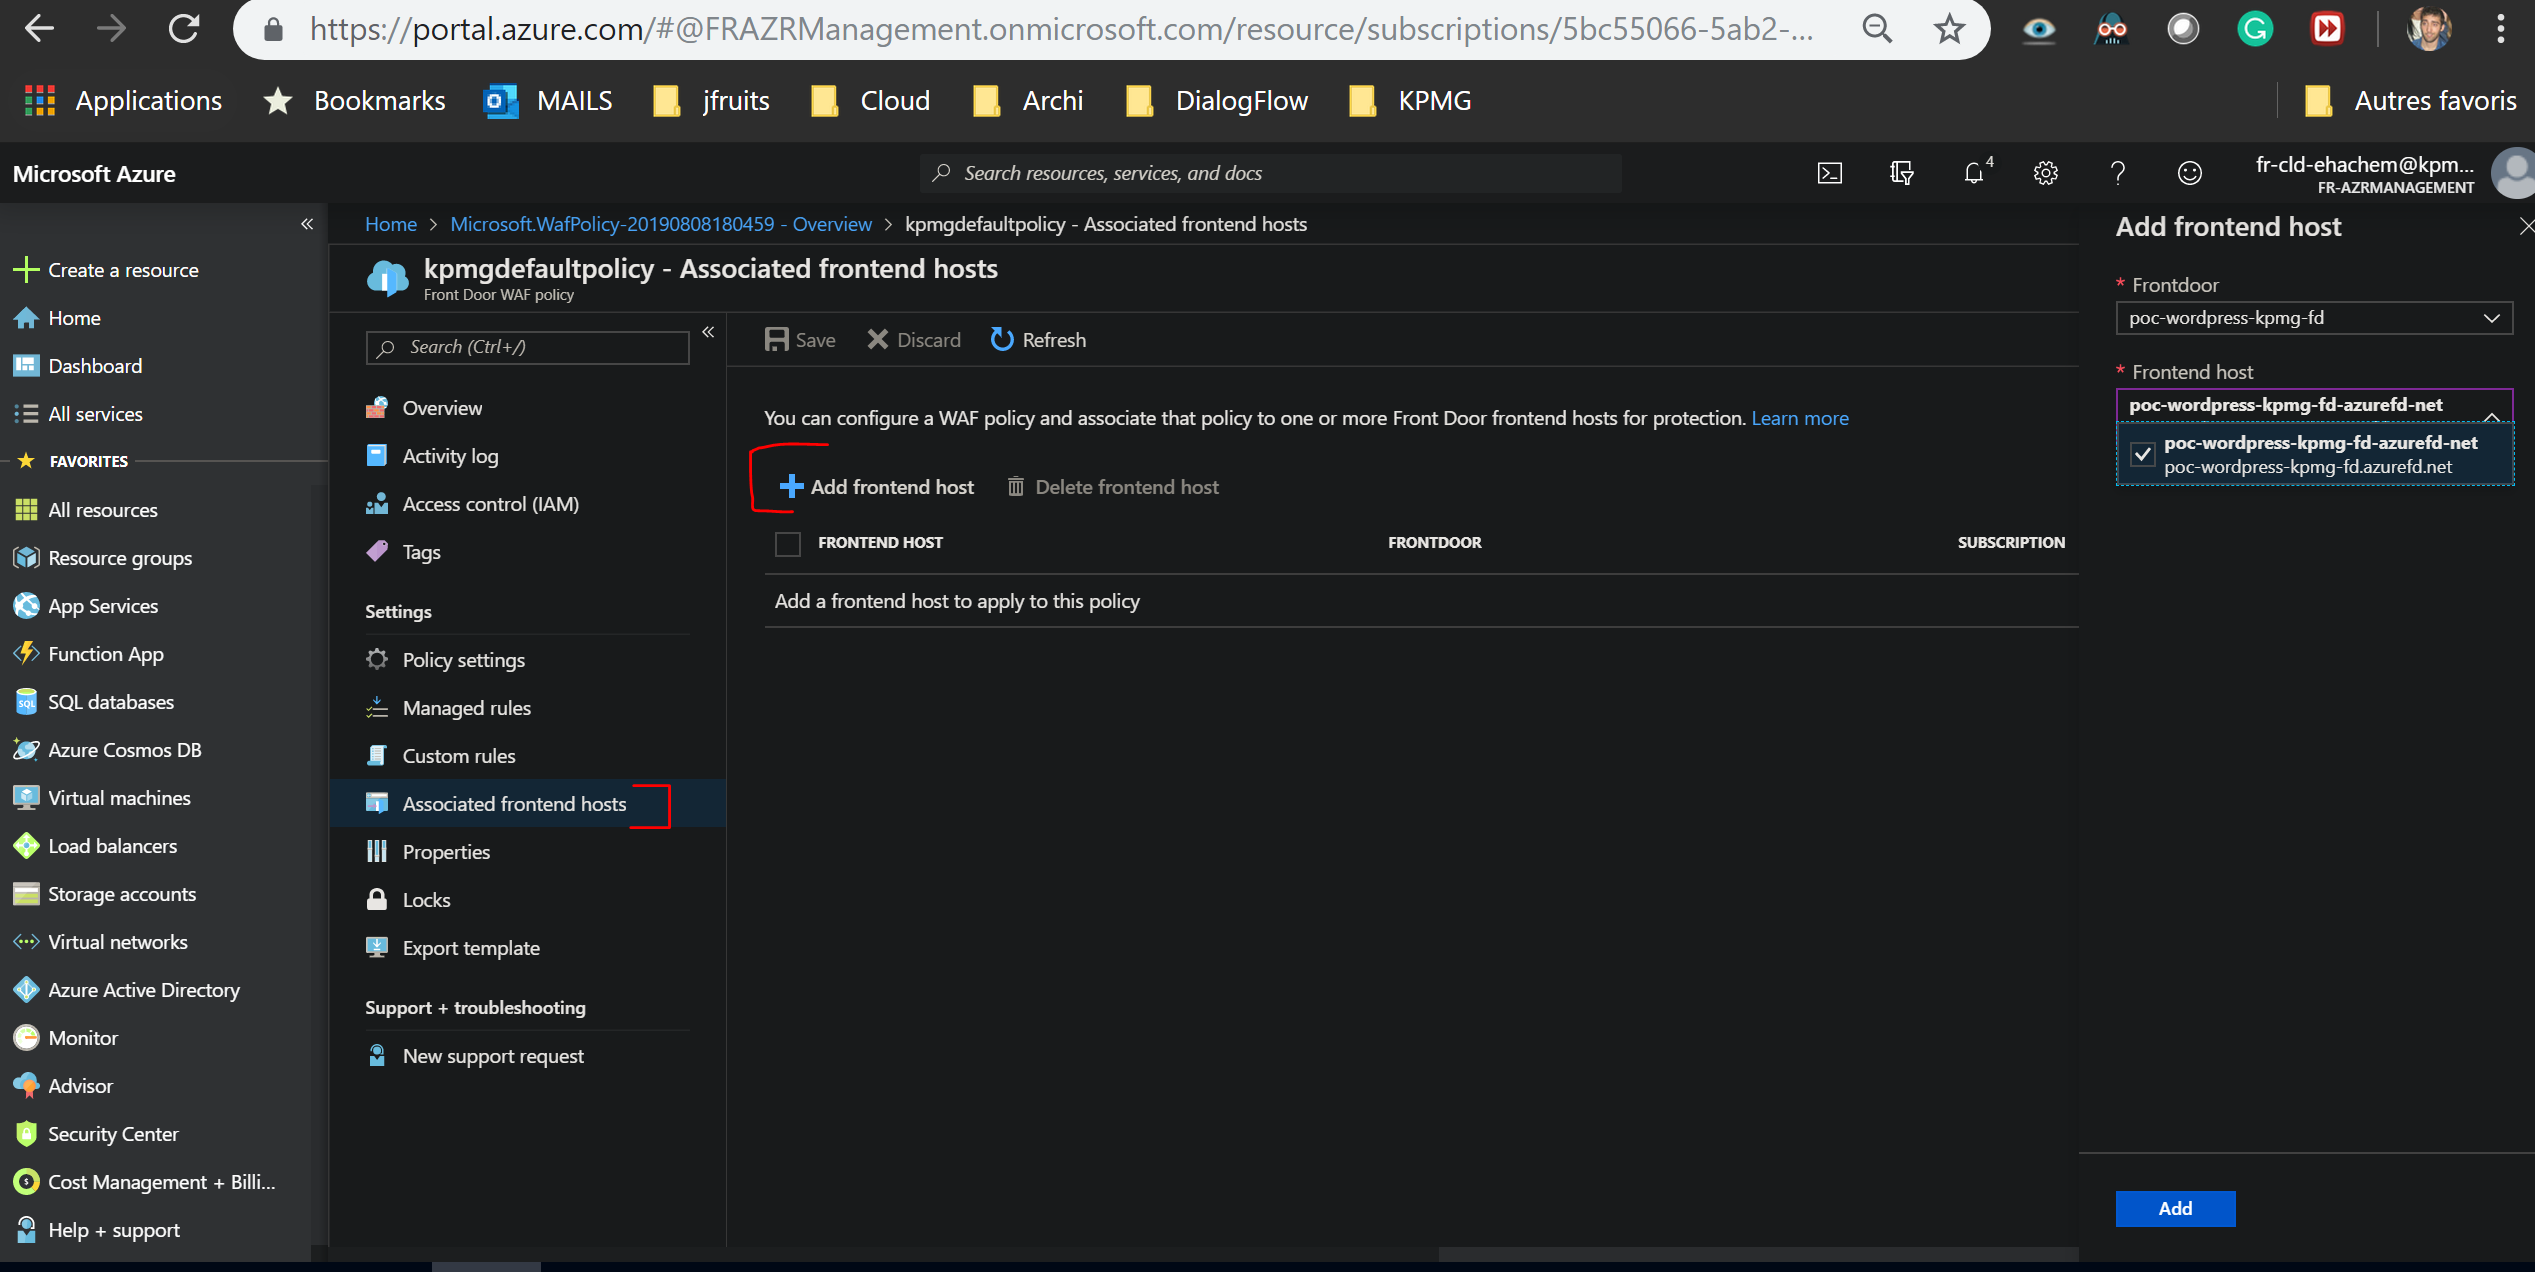 https://portal.azure.com/#@FRAZRManagement.onmicrosoft.com/resource/subscriptions/5bc55066-5ab2-...
Applications
Bookmarks
MAILS
jfruits
Cloud
Archi
DialogFlow
KPMG
Autres favoris
Microsoft Azure
Search resources, services, and docs
4
fr-cld-ehachem@kpm...
FR-AZRMANAGEMENT
Create a resource
Home
Dashboard
All services
FAVORITES
All resources
Resource groups
App Services
Function App
SQL databases
Azure Cosmos DB
Virtual machines
Load balancers
Storage accounts
Virtual networks
Azure Active Directory
Monitor
Advisor
Security Center
Cost Management + Billi...
Help + support
Home > Microsoft.WafPolicy-20190808180459 - Overview > kpmgdefaultpolicy - Associated frontend hosts
kpmgdefaultpolicy - Associated frontend hosts
Front Door WAF policy
Search (Ctrl+/)
Overview
Activity log
Access control (IAM)
Tags
Settings
Policy settings
Managed rules
Custom rules
Associated frontend hosts
Properties
Locks
Export template
Support + troubleshooting
New support request
Save
Discard
Refresh
You can configure a WAF policy and associate that policy to one or more Front Door frontend hosts for protection. Learn more
Add frontend host
Delete frontend host
FRONTEND HOST
FRONTDOOR
SUBSCRIPTION
Add a frontend host to apply to this policy
Add frontend host
* Frontdoor
poc-wordpress-kpmg-fd
* Frontend host
poc-wordpress-kpmg-fd-azurefd-net
poc-wordpress-kpmg-fd-azurefd-net
poc-wordpress-kpmg-fd.azurefd.net
Add